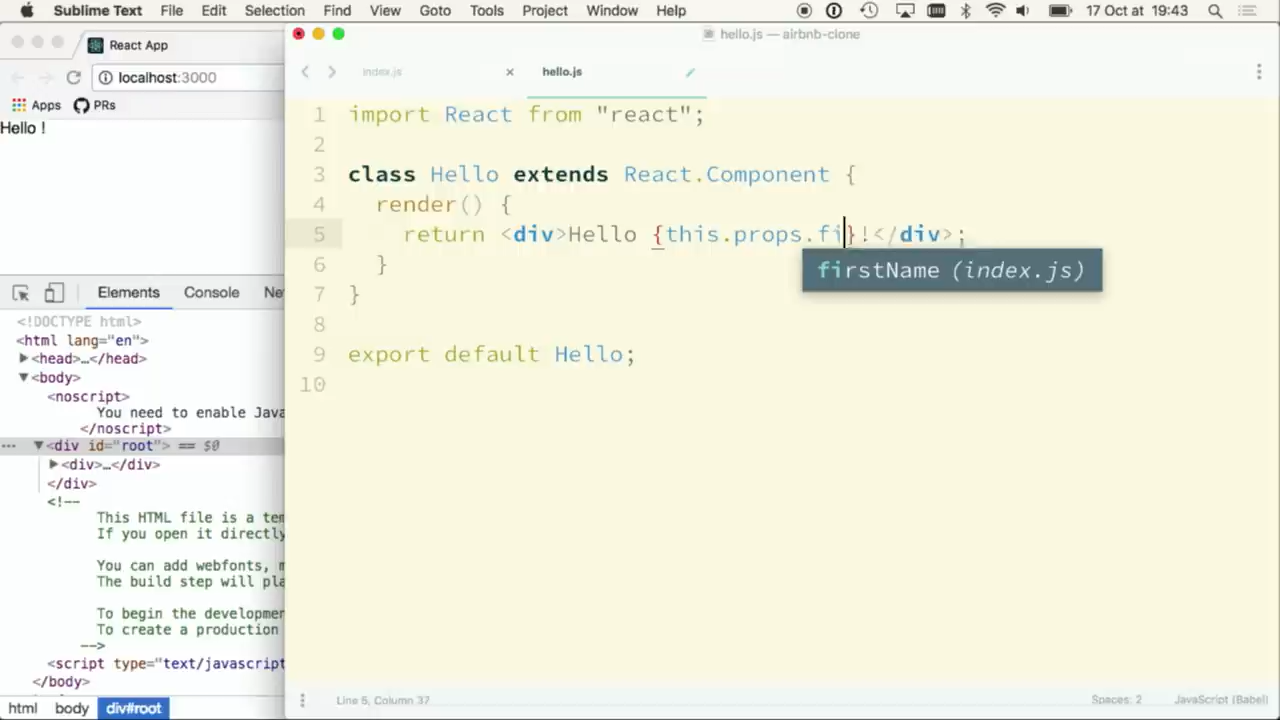 Sublime Text File Edit Selection Find View Goto Tools Project Window Help 17 Oct at 19:43
React App
localhost:3000
Apps PRs
Hello !
hello.js — airbnb-clone
index.js × hello.js
1 import React from "react";
2
3 class Hello extends React.Component {
4 render() {
5 return <div>Hello {this.props.fi}!</div>;
firstName (index.js)
6 }
7 }
8
9 export default Hello;
10
Elements Console Ne
<!DOCTYPE html>
<html lang="en">
▶<head>…</head>
▼<body>
<noscript>
You need to enable Java
</noscript>
… ▼<div id="root"> == $0
▶<div>…</div>
</div>
<!--
This HTML file is a tem
If you open it directly
You can add webfonts, m
The build step will pla
To begin the developmen
To create a production
-->
<script type="text/javascript
</body>
html body div#root
Line 5, Column 37 Spaces: 2 JavaScript (Babel)